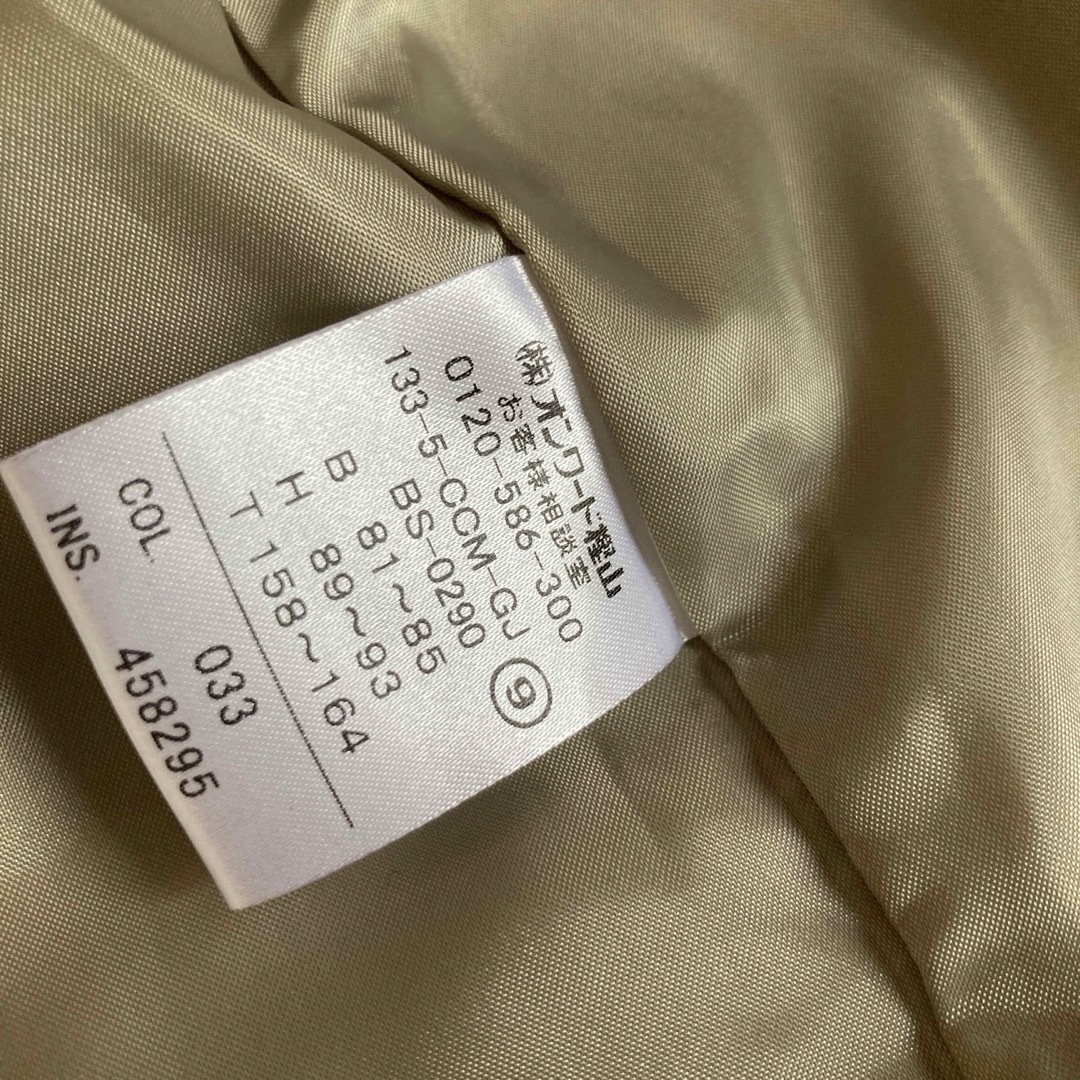 (株)オンワード樫山
お客様相談室
0120-586-300
133-5-CCM-GJ
BS-0290 ⑨
B 81~85
H 89~93
T 158~164
COL. 033
INS. 458295